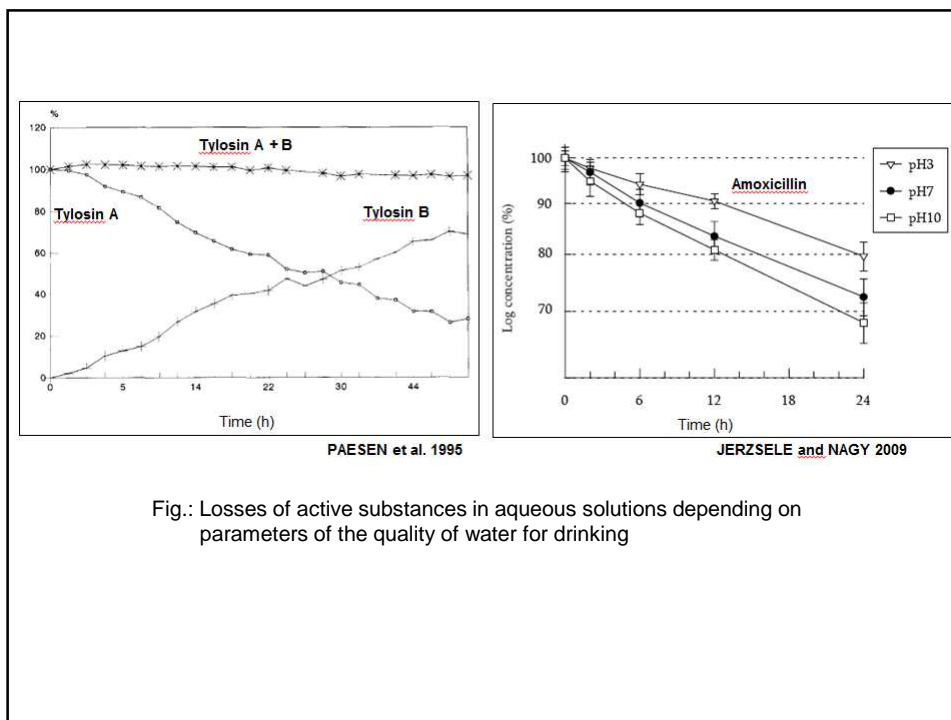 %
120
100
80
60
40
20
0
Tylosin A + B
Tylosin A
Tylosin B
0 5 14 22 30 44
Time (h)
PAESEN et al. 1995
Log concentration (%)
100
90
80
70
Amoxicillin
pH3
pH7
pH10
0 6 12 18 24
Time (h)
JERZSELE and NAGY 2009
Fig.: Losses of active substances in aqueous solutions depending on
parameters of the quality of water for drinking